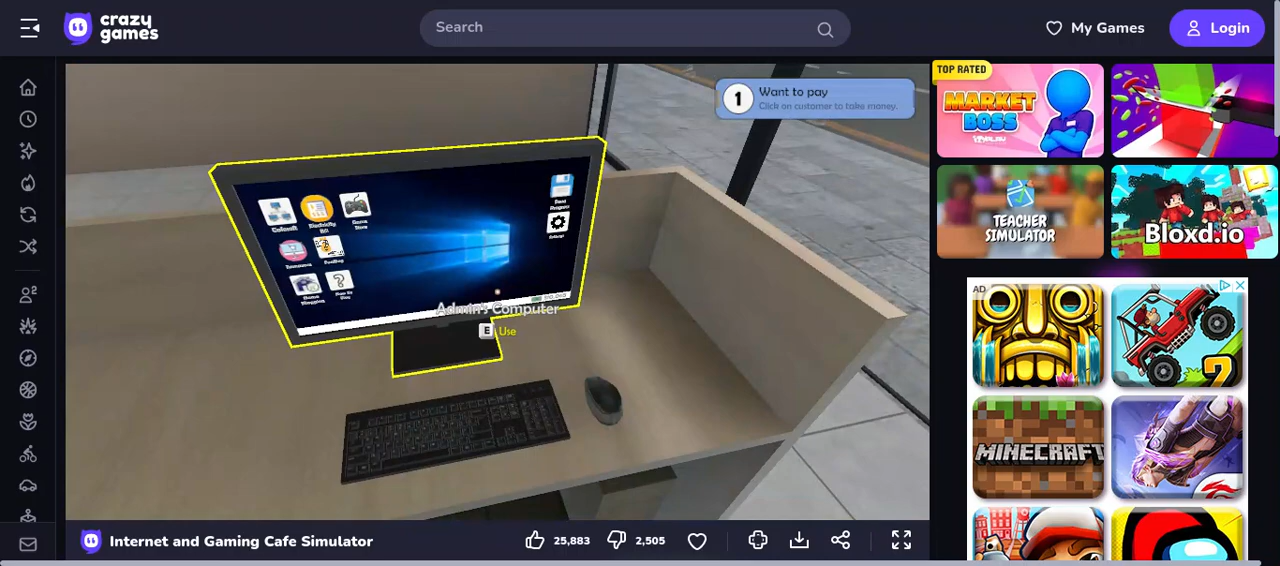 crazy
games
Search
My Games
Login
1
Want to pay
Click on customer to take money.
TOP RATED
MARKET
BOSS
TEACHER
SIMULATOR
Bloxd.io
Admin's Computer
E Use
AD
2
MINECRAFT
Internet and Gaming Cafe Simulator
25,883
2,505